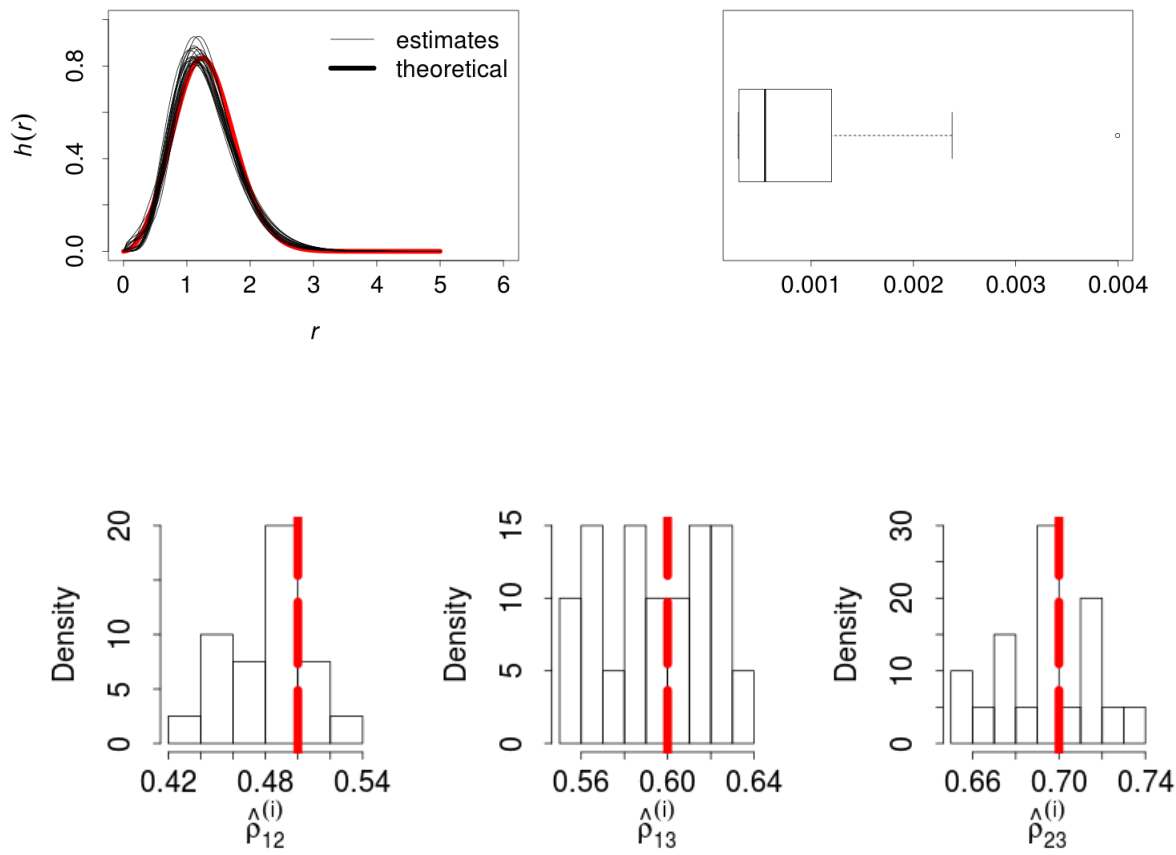 estimates
theoretical
h(r)
0.0 0.4 0.8
0 1 2 3 4 5 6
r
0.001 0.002 0.003 0.004
Density
0 5 10 20
0.42 0.48 0.54
ρ̂₁₂⁽ⁱ⁾
Density
0 5 10 15
0.56 0.60 0.64
ρ̂₁₃⁽ⁱ⁾
Density
0 10 20 30
0.66 0.70 0.74
ρ̂₂₃⁽ⁱ⁾